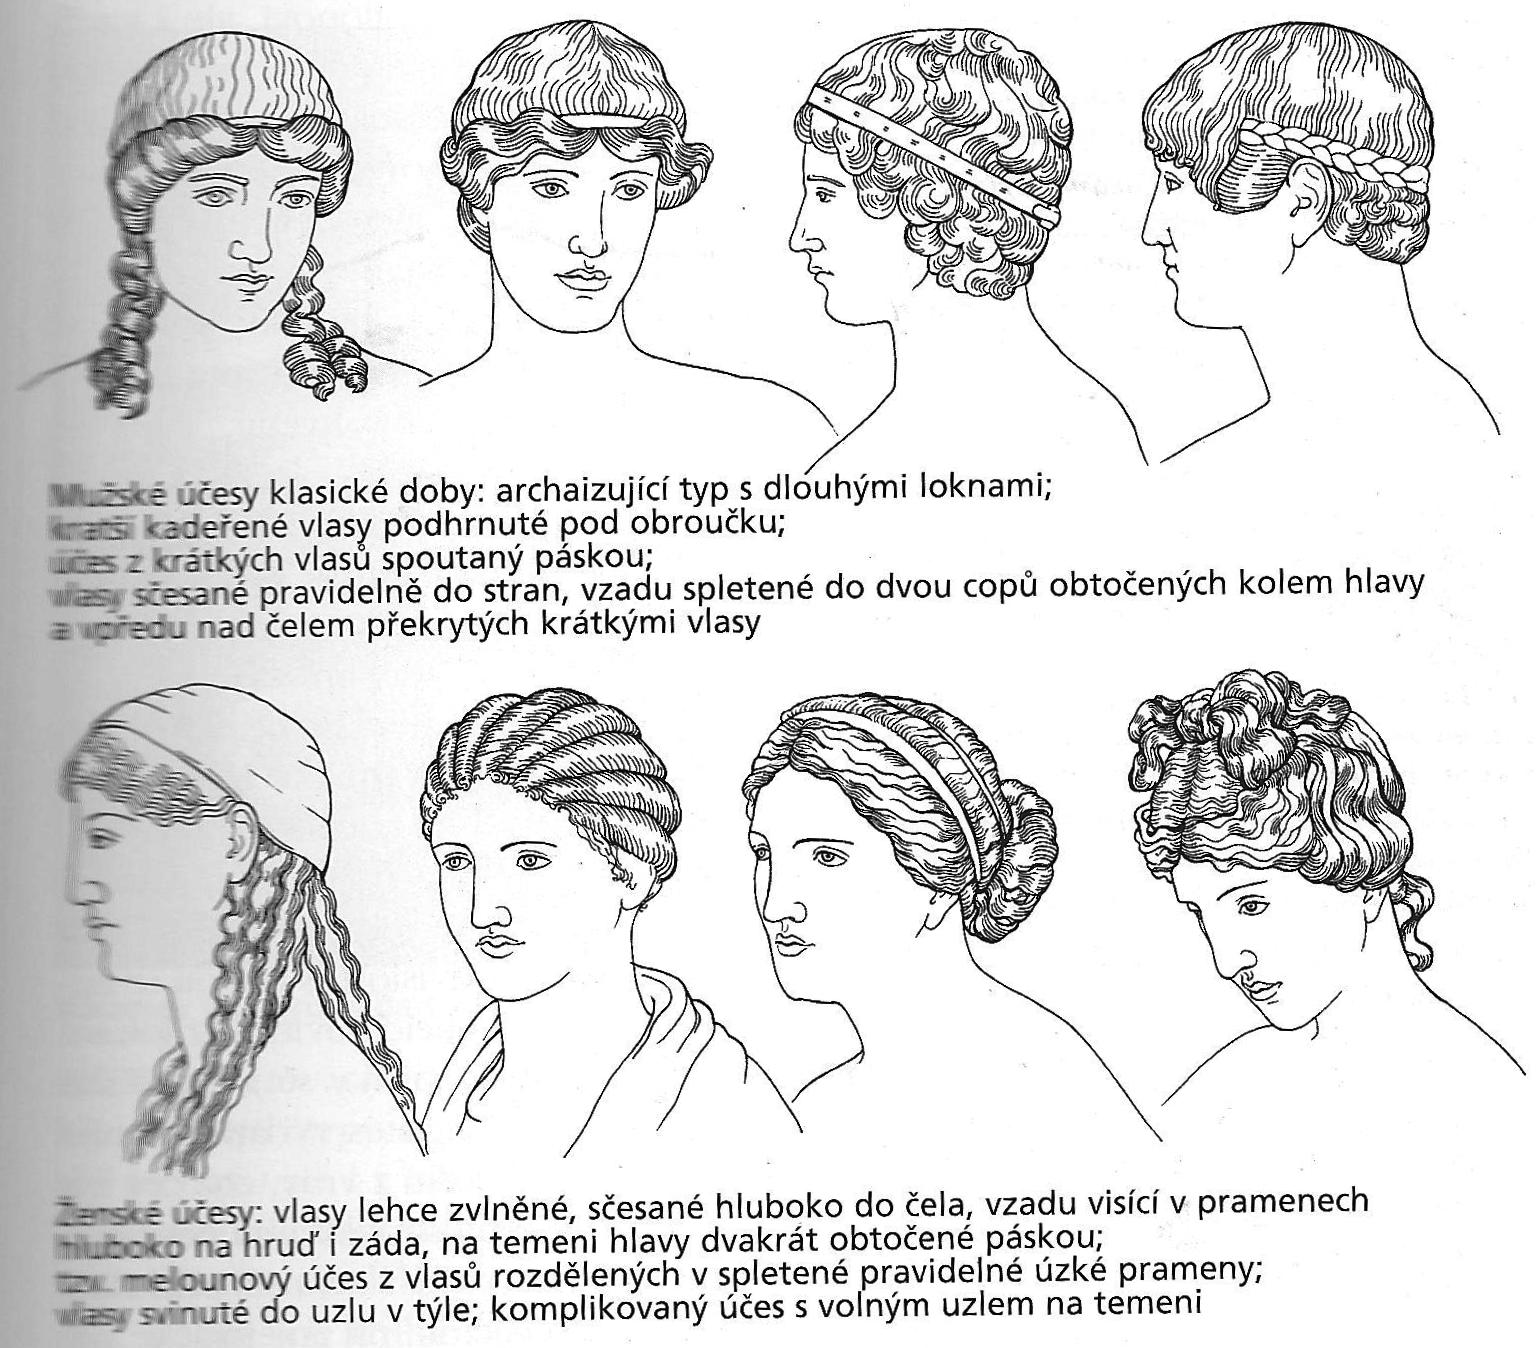 Mužské účesy klasické doby: archaizující typ s dlouhými loknami;
kratší kadeřené vlasy podhrnuté pod obroučku;
účes z krátkých vlasů spoutaný páskou;
vlasy sčesané pravidelně do stran, vzadu spletené do dvou copů obtočených kolem hlavy
a vpředu nad čelem překrytých krátkými vlasy
Ženské účesy: vlasy lehce zvlněné, sčesané hluboko do čela, vzadu visící v pramenech
hluboko na hruď i záda, na temeni hlavy dvakrát obtočené páskou;
tzv. melounový účes z vlasů rozdělených v spletené pravidelné úzké prameny;
vlasy svinuté do uzlu v týle; komplikovaný účes s volným uzlem na temeni